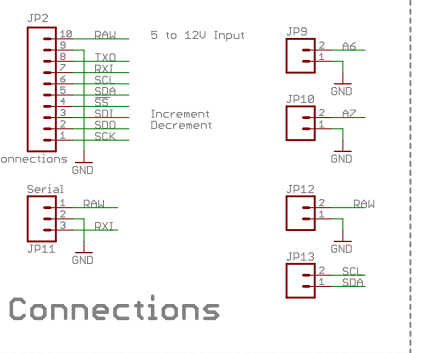 JP2
10 RAW 5 to 12V Input
9
8 TXO
7 RXI
6 SCL
5 SDA
4 SS
3 SDI Increment
2 SDO Decrement
1 SCK
onnections
GND
Serial
1 RAW
2
3 RXI
JP11
GND
JP9
2 A6
1
GND
JP10
2 A7
1
GND
JP12
2 RAW
1
GND
JP13
2 SCL
1 SDA
Connections